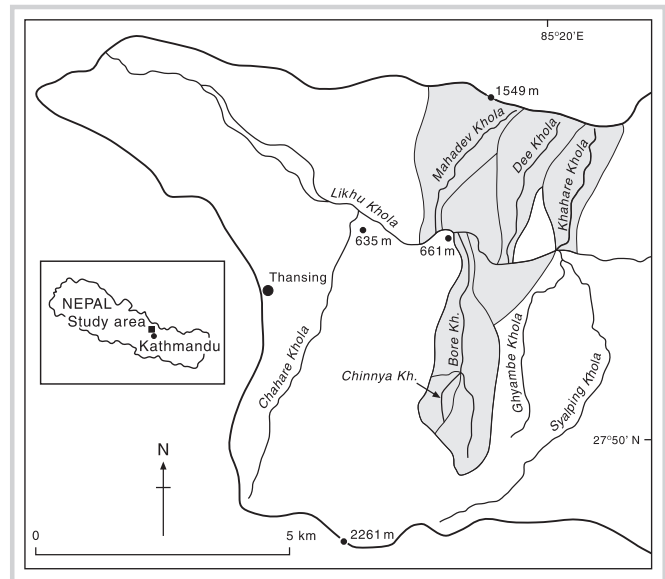 85°20'E
1549 m
Mahadev Khola
Dee Khola
Khahare Khola
Likhu Khola
635 m
661 m
Thansing
NEPAL
Study area
Kathmandu
Bore Kh.
Chinnya Kh.
Chahare Khola
Ghyambe Khola
Syalping Khola
27°50' N
N
0
5 km
2261 m